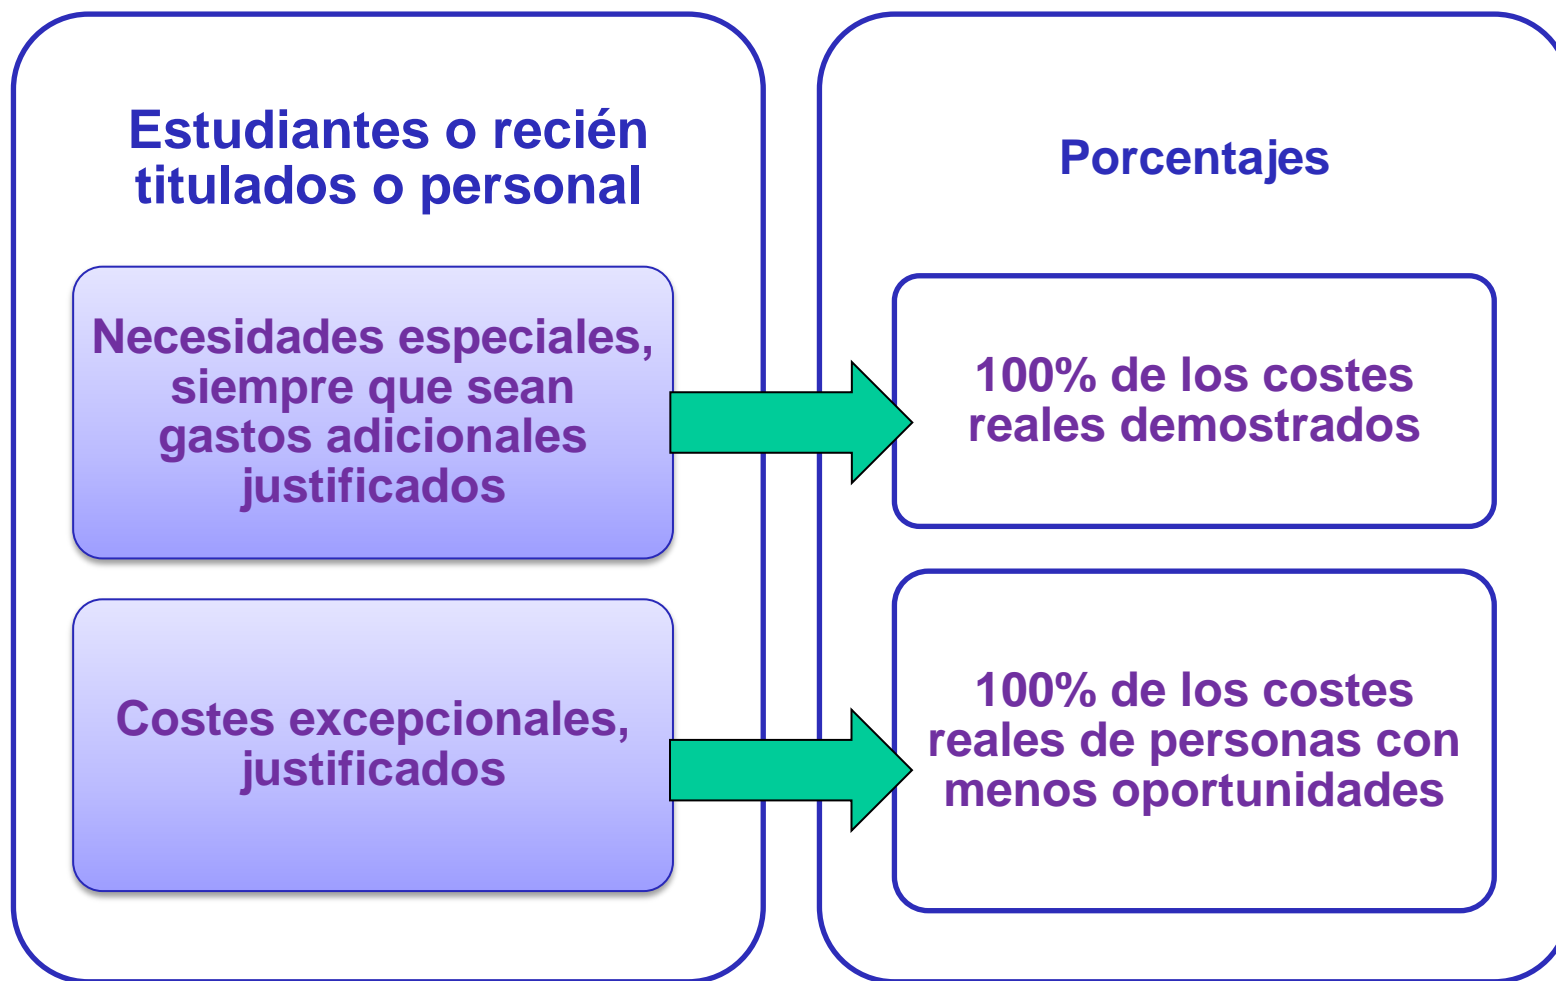 Estudiantes o recién
titulados o personal
Necesidades especiales,
siempre que sean
gastos adicionales
justificados
Costes excepcionales,
justificados
Porcentajes
100% de los costes
reales demostrados
100% de los costes
reales de personas con
menos oportunidades